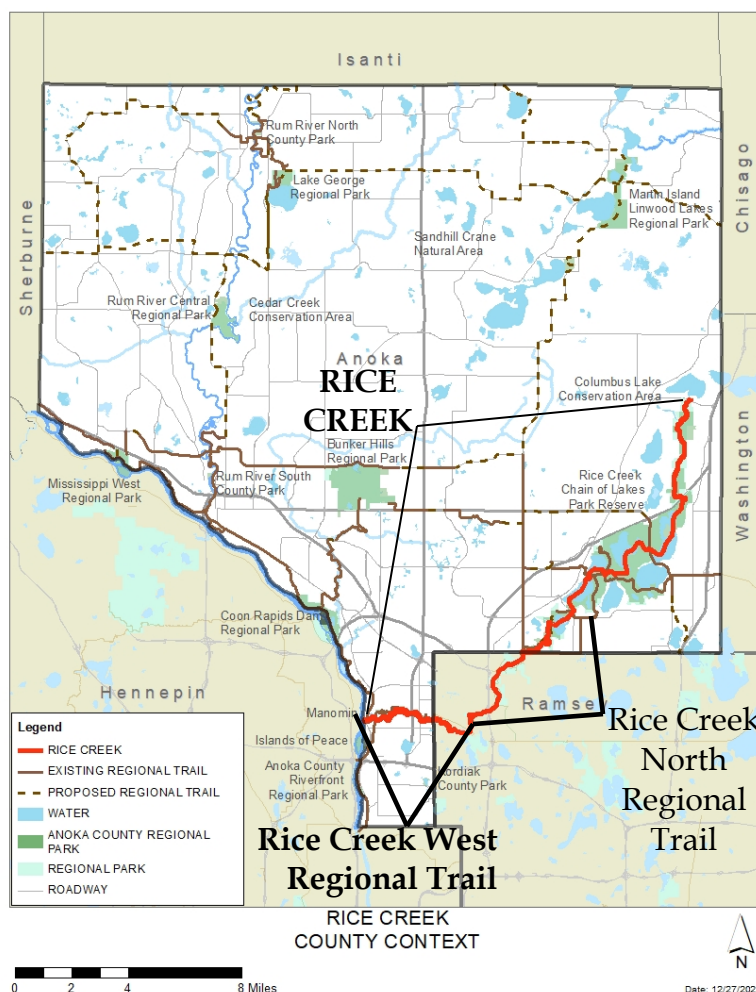 Isanti
Rum River North
County Park
Lake George
Regional Park
Martin Island
Linwood Lakes
Regional Park
Chisago
Sherburne
Sandhill Crane
Natural Area
Rum River Central
Regional Park
Cedar Creek
Conservation Area
Anoka
RICE
CREEK
Columbus Lake
Conservation Area
Bunker Hills
Regional Park
Mississippi West
Regional Park
Rum River South
County Park
Rice Creek
Chain of Lakes
Park Reserve
Washington
Coon Rapids Dam
Regional Park
Hennepin
Ramsey
Manomin
Islands of Peace
Anoka County
Riverfront
Regional Park
County Park
Rice Creek
North
Regional
Trail
Rice Creek West
Regional Trail
Legend
RICE CREEK
EXISTING REGIONAL TRAIL
PROPOSED REGIONAL TRAIL
WATER
ANOKA COUNTY REGIONAL
PARK
REGIONAL PARK
ROADWAY
RICE CREEK
COUNTY CONTEXT
N
0 2 4 8 Miles
Date: 12/27/202